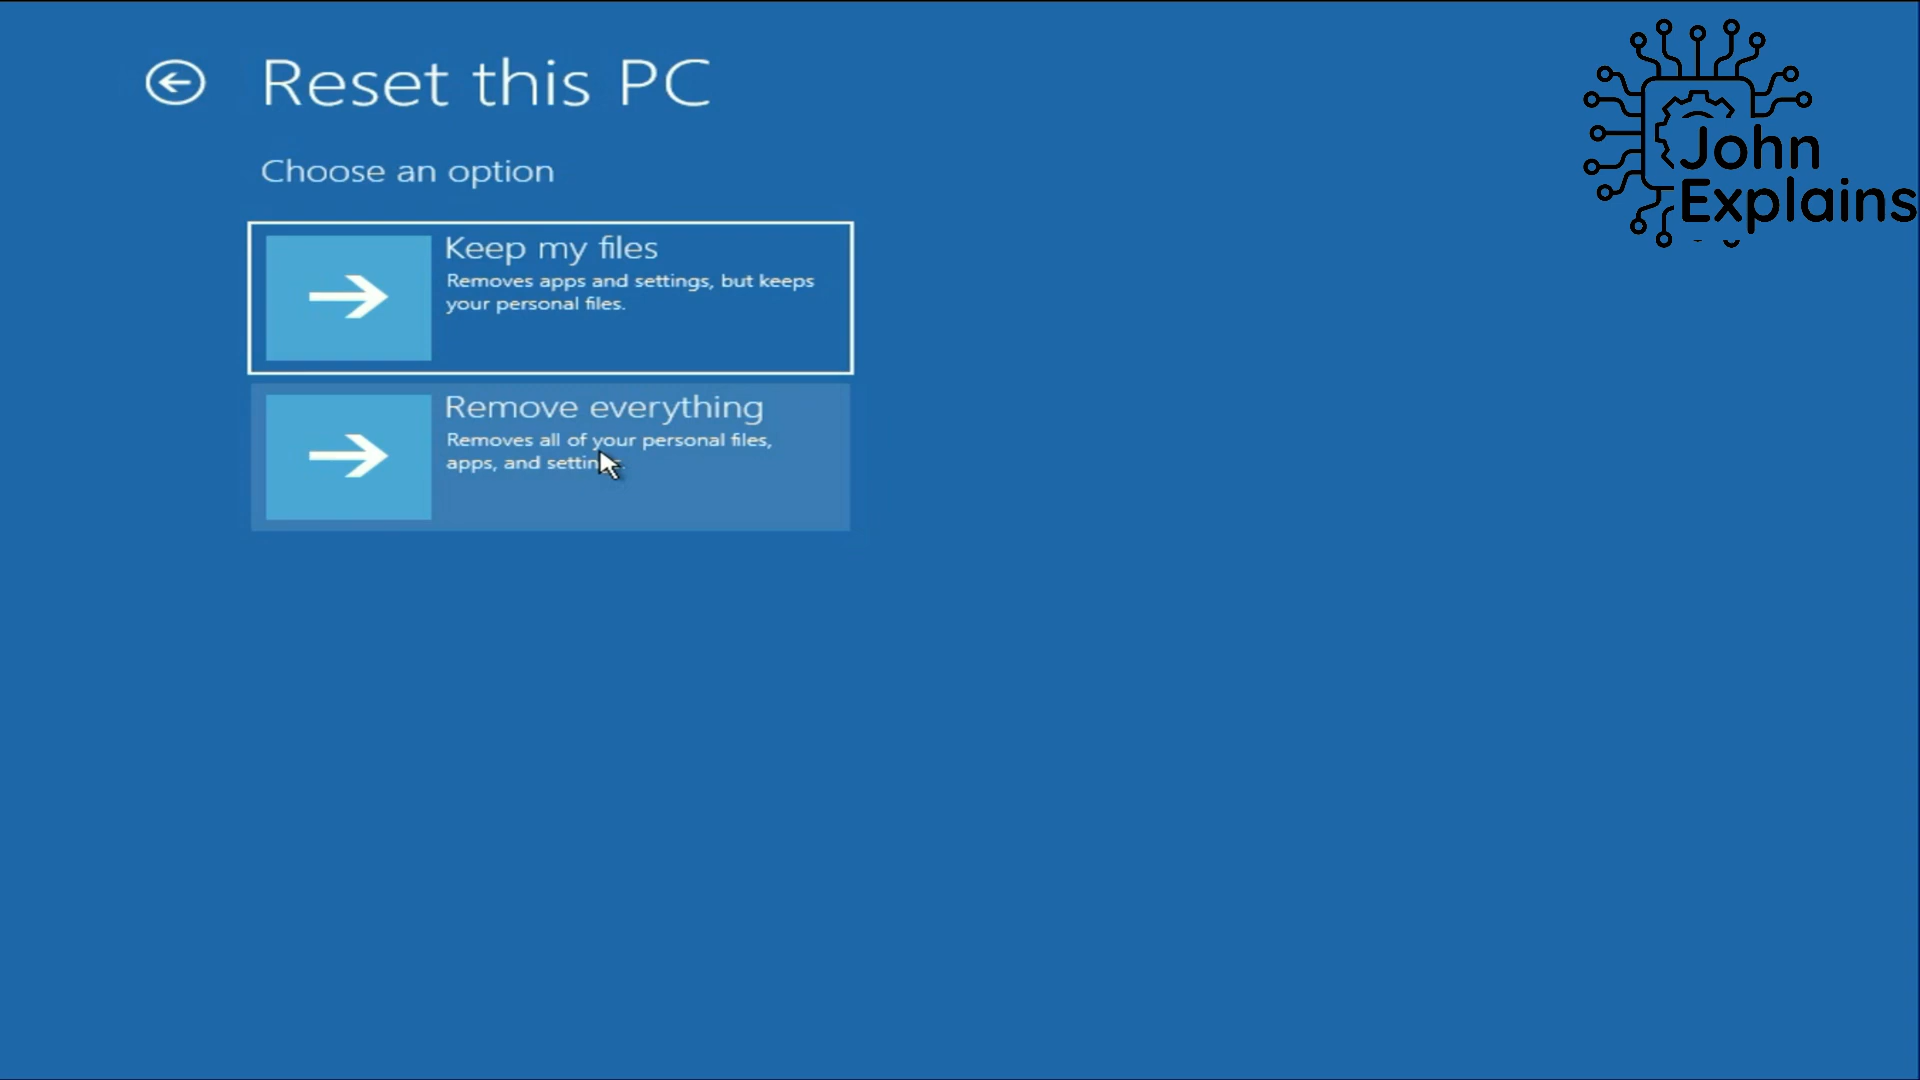 Reset this PC
Choose an option
Keep my files
Removes apps and settings, but keeps
your personal files.
Remove everything
Removes all of your personal files,
apps, and
John
Explains